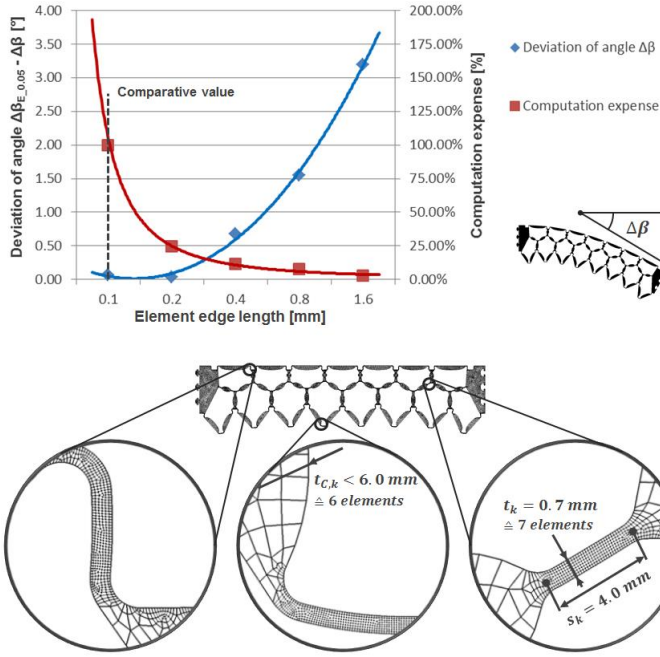 4.00
3.50
3.00
2.50
2.00
1.50
1.00
0.50
0.00
Deviation of angle ΔβE_0.05 - Δβ [°]
200.00%
175.00%
150.00%
125.00%
100.00%
75.00%
50.00%
25.00%
0.00%
Computation expense [%]
Comparative value
0.1 0.2 0.4 0.8 1.6
Element edge length [mm]
Deviation of angle Δβ
Computation expense
Δβ
t_{C,k} < 6.0 mm
≙ 6 elements
t_k = 0.7 mm
≙ 7 elements
s_k = 4.0 mm